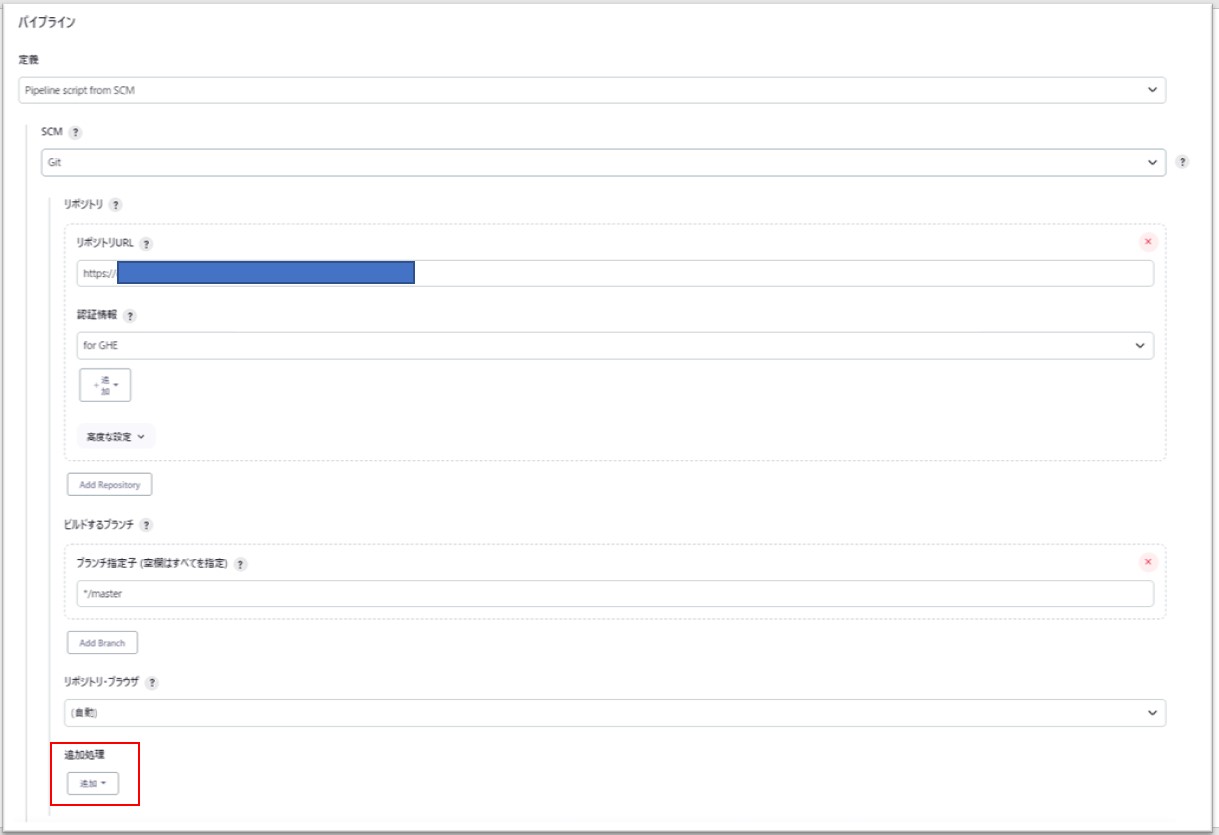 パイプライン
定義
Pipeline script from SCM
SCM ?
Git
?
リポジトリ ?
リポジトリURL ?
https://
認証情報 ?
for GHE
+ 追加
高度な設定
Add Repository
ビルドするブランチ ?
ブランチ指定子 (空欄はすべてを指定) ?
*/master
Add Branch
リポジトリ・ブラウザ ?
(自動)
追加処理
追加